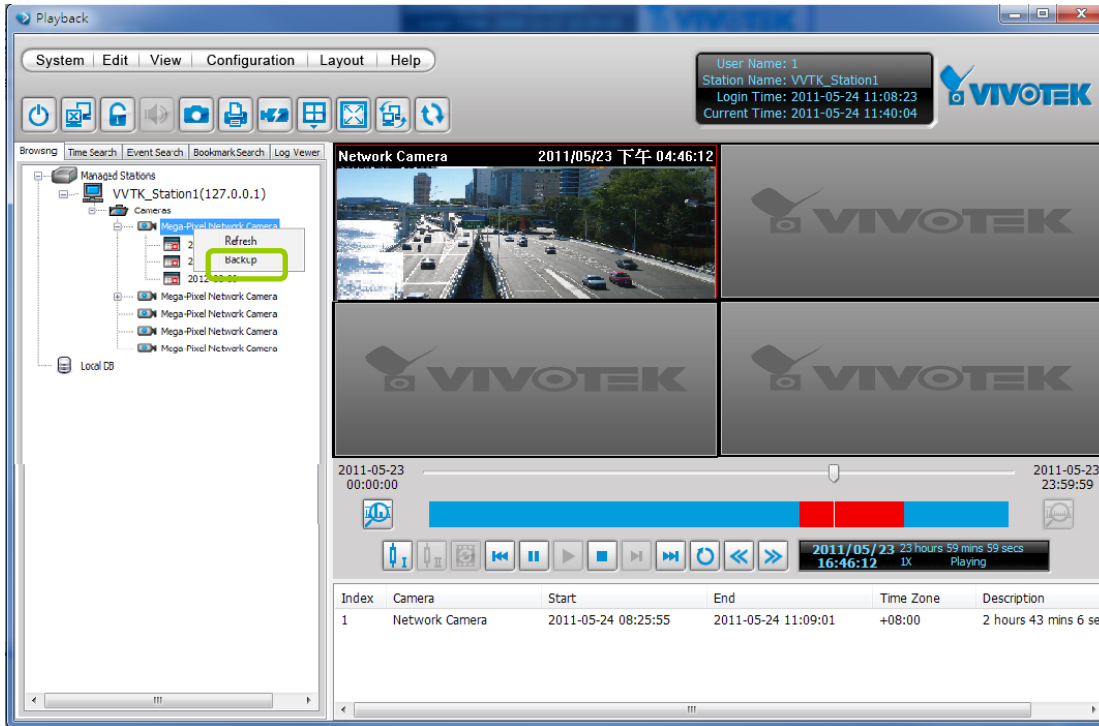 Playback
System Edit View Configuration Layout Help
User Name: 1
Station Name: VVTK_Station1
Login Time: 2011-05-24 11:08:23
Current Time: 2011-05-24 11:40:04
VIVOTEK
Browsng Time Search Event Search Bookmark Search Log Vewer
Managed Stations
VVTK_Station1(127.0.0.1)
Cameras
Mega-Pixel Network Camera
Refresh
Backup
Mega-Pixel Network Camera
Mega-Pixel Network Camera
Mega-Pixel Network Camera
Mega-Pixel Network Camera
Local DB
Network Camera 2011/05/23 下午 04:46:12
VIVOTEK
VIVOTEK
VIVOTEK
2011-05-23
00:00:00
2011-05-23
23:59:59
2011/05/23 23 hours 59 mins 59 secs
16:46:12 1X Playing
Index Camera Start End Time Zone Description
1 Network Camera 2011-05-24 08:25:55 2011-05-24 11:09:01 +08:00 2 hours 43 mins 6 se